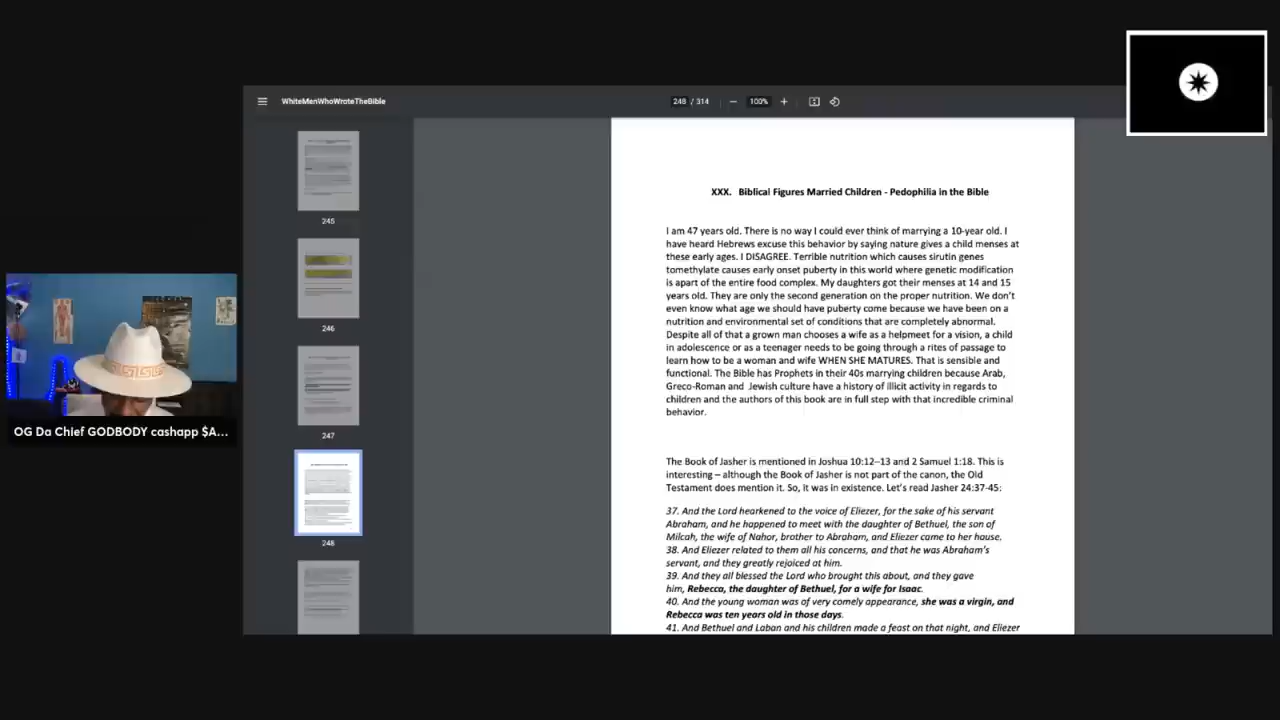 WhiteMenWhoWroteTheBible
248 / 314
100%
245
246
247
248
XXX. Biblical Figures Married Children - Pedophilia in the Bible
I am 47 years old. There is no way I could ever think of marrying a 10-year old. I
have heard Hebrews excuse this behavior by saying nature gives a child menses at
these early ages. I DISAGREE. Terrible nutrition which causes sirutin genes
tomethylate causes early onset puberty in this world where genetic modification
is apart of the entire food complex. My daughters got their menses at 14 and 15
years old. They are only the second generation on the proper nutrition. We don't
even know what age we should have puberty come because we have been on a
nutrition and environmental set of conditions that are completely abnormal.
Despite all of that a grown man chooses a wife as a helpmeet for a vision, a child
in adolescence or as a teenager needs to be going through a rites of passage to
learn how to be a woman and wife WHEN SHE MATURES. That is sensible and
functional. The Bible has Prophets in their 40s marrying children because Arab,
Greco-Roman and Jewish culture have a history of illicit activity in regards to
children and the authors of this book are in full step with that incredible criminal
behavior.
The Book of Jasher is mentioned in Joshua 10:12–13 and 2 Samuel 1:18. This is
interesting – although the Book of Jasher is not part of the canon, the Old
Testament does mention it. So, it was in existence. Let's read Jasher 24:37-45:
37. And the Lord hearkened to the voice of Eliezer, for the sake of his servant
Abraham, and he happened to meet with the daughter of Bethuel, the son of
Milcah, the wife of Nahor, brother to Abraham, and Eliezer came to her house.
38. And Eliezer related to them all his concerns, and that he was Abraham's
servant, and they greatly rejoiced at him.
39. And they all blessed the Lord who brought this about, and they gave
him, Rebecca, the daughter of Bethuel, for a wife for Isaac.
40. And the young woman was of very comely appearance, she was a virgin, and
Rebecca was ten years old in those days.
41. And Bethuel and Laban and his children made a feast on that night, and Eliezer
OG Da Chief GODBODY cashapp $A...